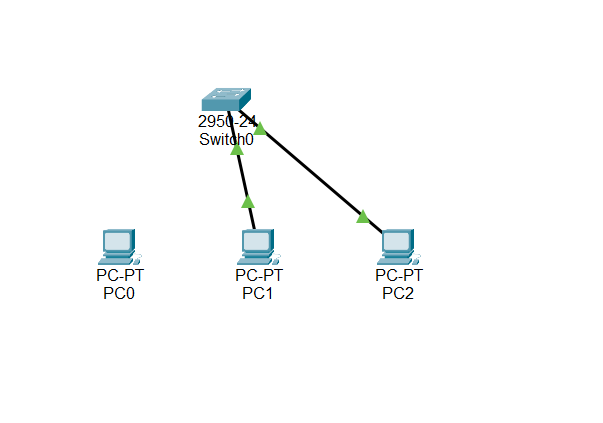 2950-24
Switch0
PC-PT
PC0
PC-PT
PC1
PC-PT
PC2